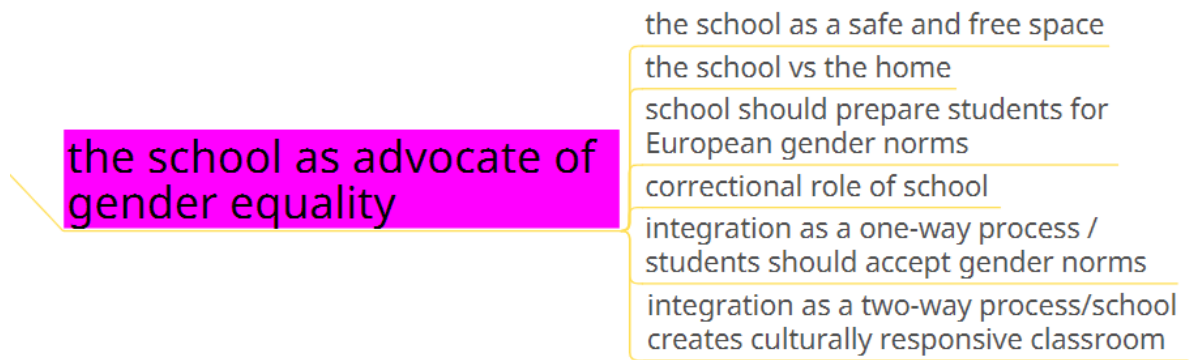 the school as a safe and free space
the school vs the home
school should prepare students for
European gender norms
the school as advocate of
gender equality
correctional role of school
integration as a one-way process /
students should accept gender norms
integration as a two-way process/school
creates culturally responsive classroom